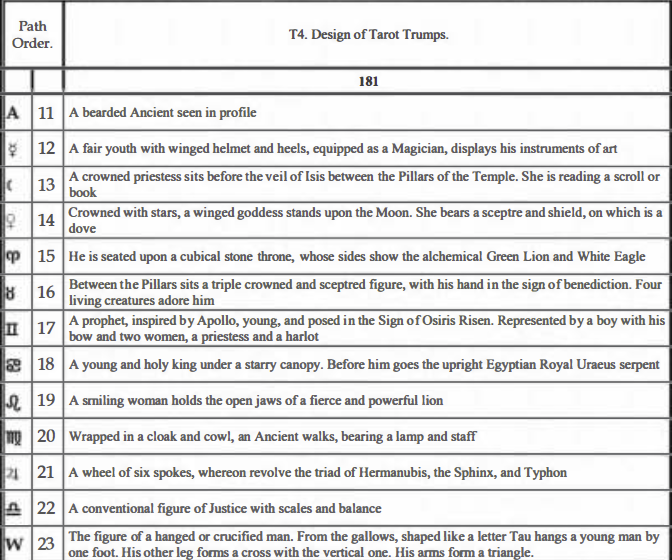 Path
Order.
T4. Design of Tarot Trumps.
181
A 11 A bearded Ancient seen in profile
☿ 12 A fair youth with winged helmet and heels, equipped as a Magician, displays his instruments of art
☾ 13 A crowned priestess sits before the veil of Isis between the Pillars of the Temple. She is reading a scroll or
book
♀ 14 Crowned with stars, a winged goddess stands upon the Moon. She bears a sceptre and shield, on which is a
dove
♈ 15 He is seated upon a cubical stone throne, whose sides show the alchemical Green Lion and White Eagle
♉ 16 Between the Pillars sits a triple crowned and sceptred figure, with his hand in the sign of benediction. Four
living creatures adore him
♊ 17 A prophet, inspired by Apollo, young, and posed in the Sign of Osiris Risen. Represented by a boy with his
bow and two women, a priestess and a harlot
♋ 18 A young and holy king under a starry canopy. Before him goes the upright Egyptian Royal Uraeus serpent
♌ 19 A smiling woman holds the open jaws of a fierce and powerful lion
♍ 20 Wrapped in a cloak and cowl, an Ancient walks, bearing a lamp and staff
♃ 21 A wheel of six spokes, whereon revolve the triad of Hermanubis, the Sphinx, and Typhon
♎ 22 A conventional figure of Justice with scales and balance
W 23 The figure of a hanged or crucified man. From the gallows, shaped like a letter Tau hangs a young man by
one foot. His other leg forms a cross with the vertical one. His arms form a triangle.